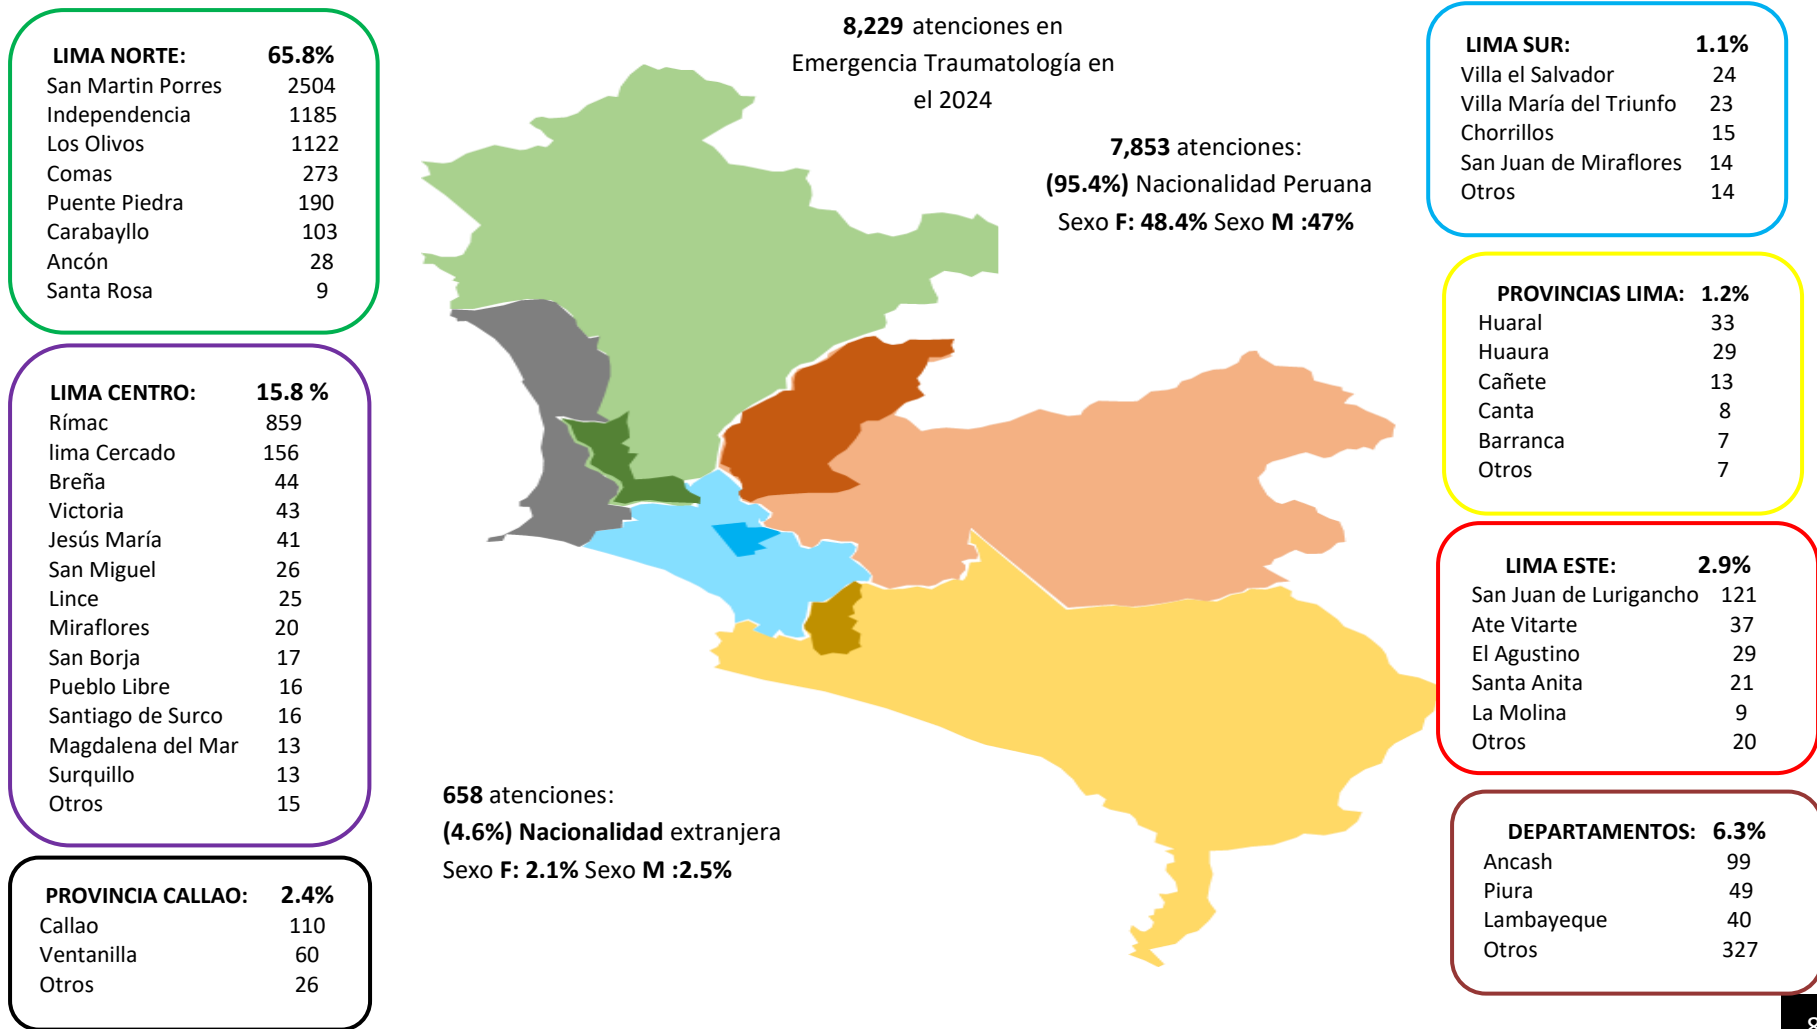 8,229 atenciones en
Emergencia Traumatología en
el 2024
7,853 atenciones:
(95.4%) Nacionalidad Peruana
Sexo F: 48.4% Sexo M :47%
LIMA NORTE: 65.8%
San Martin Porres 2504
Independencia 1185
Los Olivos 1122
Comas 273
Puente Piedra 190
Carabayllo 103
Ancón 28
Santa Rosa 9
LIMA CENTRO: 15.8 %
Rímac 859
lima Cercado 156
Breña 44
Victoria 43
Jesús María 41
San Miguel 26
Lince 25
Miraflores 20
San Borja 17
Pueblo Libre 16
Santiago de Surco 16
Magdalena del Mar 13
Surquillo 13
Otros 15
PROVINCIA CALLAO: 2.4%
Callao 110
Ventanilla 60
Otros 26
658 atenciones:
(4.6%) Nacionalidad extranjera
Sexo F: 2.1% Sexo M :2.5%
LIMA SUR: 1.1%
Villa el Salvador 24
Villa María del Triunfo 23
Chorrillos 15
San Juan de Miraflores 14
Otros 14
PROVINCIAS LIMA: 1.2%
Huaral 33
Huaura 29
Cañete 13
Canta 8
Barranca 7
Otros 7
LIMA ESTE: 2.9%
San Juan de Lurigancho 121
Ate Vitarte 37
El Agustino 29
Santa Anita 21
La Molina 9
Otros 20
DEPARTAMENTOS: 6.3%
Ancash 99
Piura 49
Lambayeque 40
Otros 327